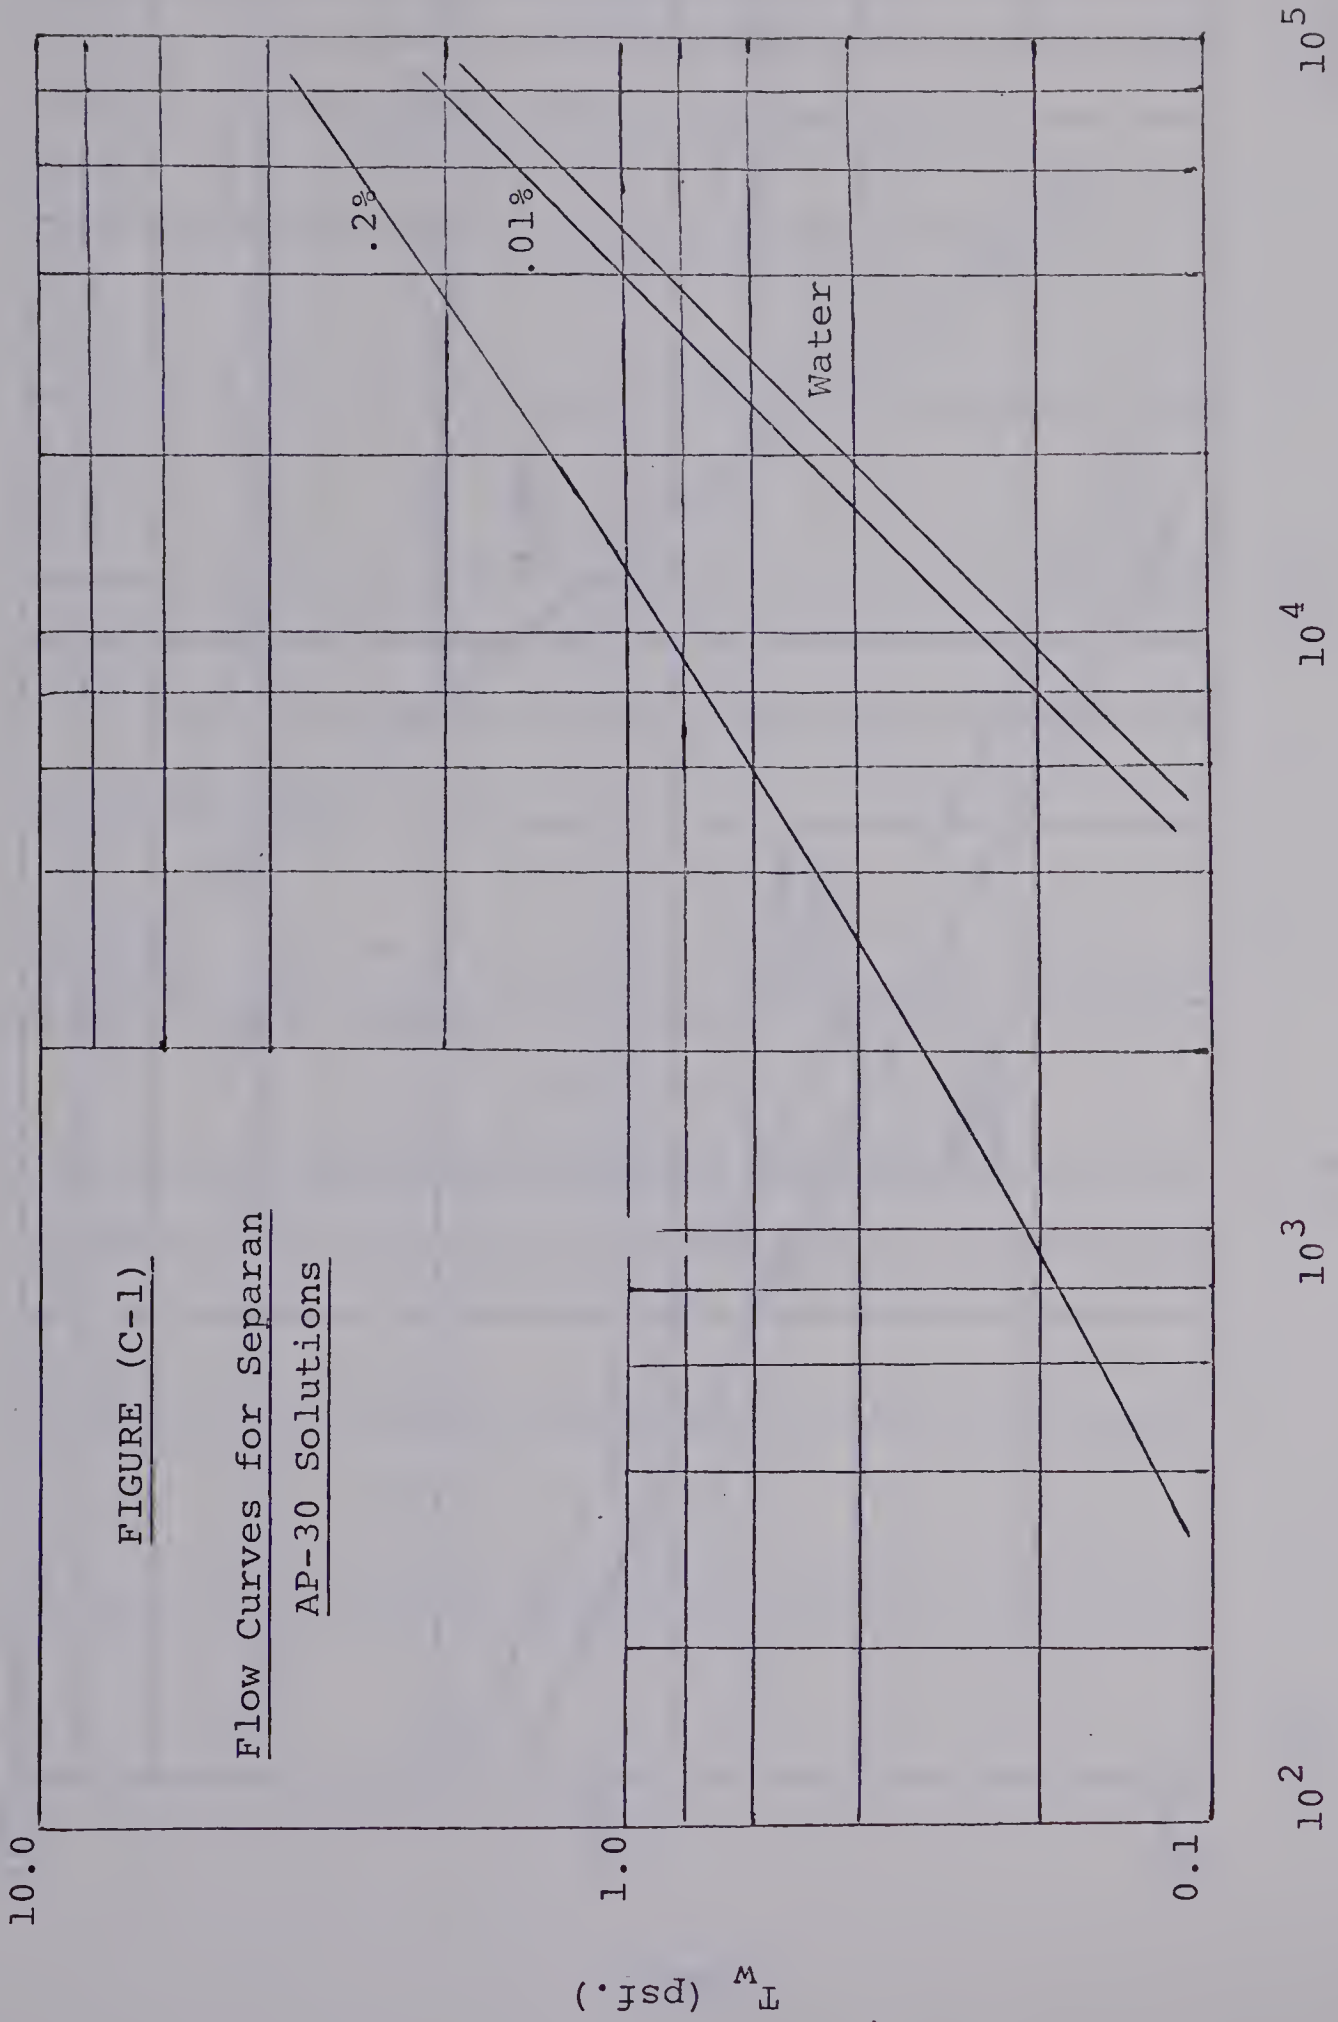 FIGURE (C-1)
Flow Curves for Separan
AP-30 Solutions
10.0
1.0
0.1
T_w (psf.)
.2%
.01%
Water
10^2
10^3
10^4
10^5